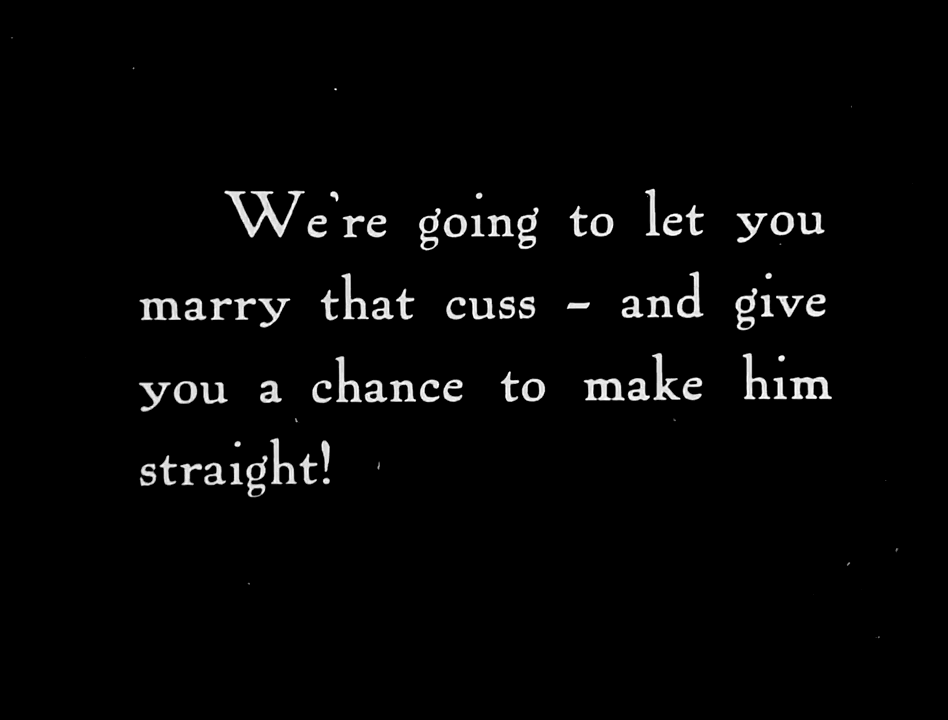 We're going to let you
marry that cuss – and give
you a chance to make him
straight!